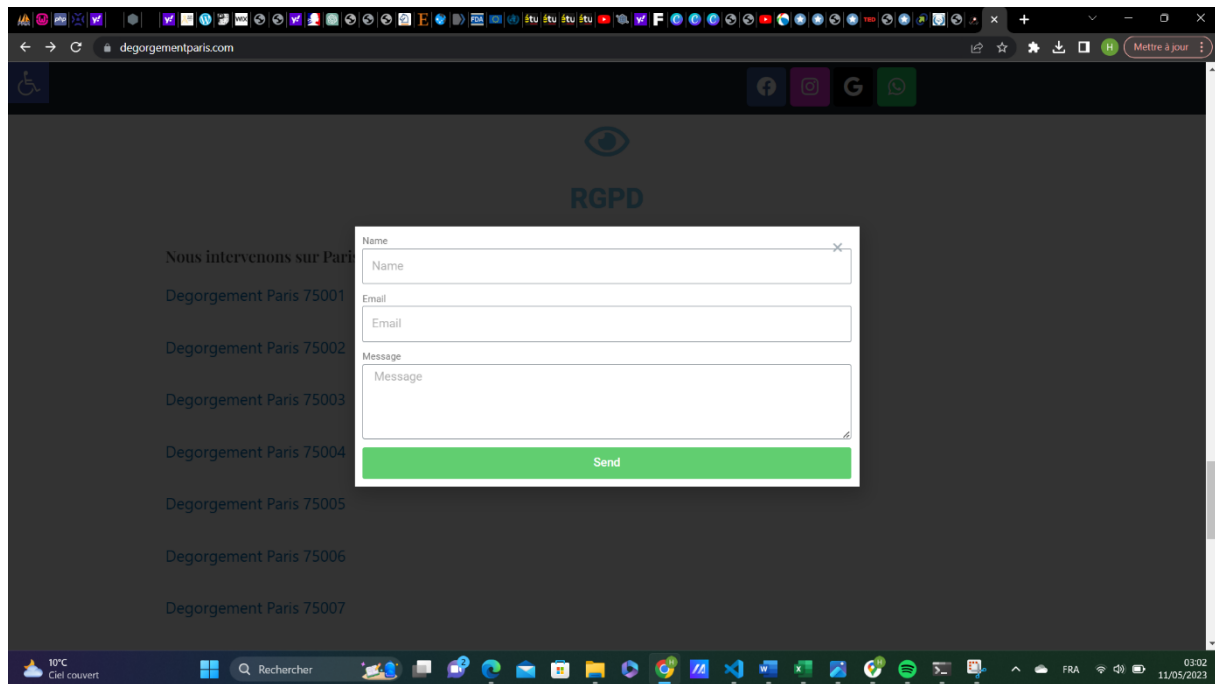 degorgementparis.com
Mettre à jour
RGPD
Nous intervenons sur Pari
Degorgement Paris 75001
Degorgement Paris 75002
Degorgement Paris 75003
Degorgement Paris 75004
Degorgement Paris 75005
Degorgement Paris 75006
Degorgement Paris 75007
Name
Name
Email
Email
Message
Message
Send
10°C
Ciel couvert
Rechercher
FRA
03:02
11/05/2023